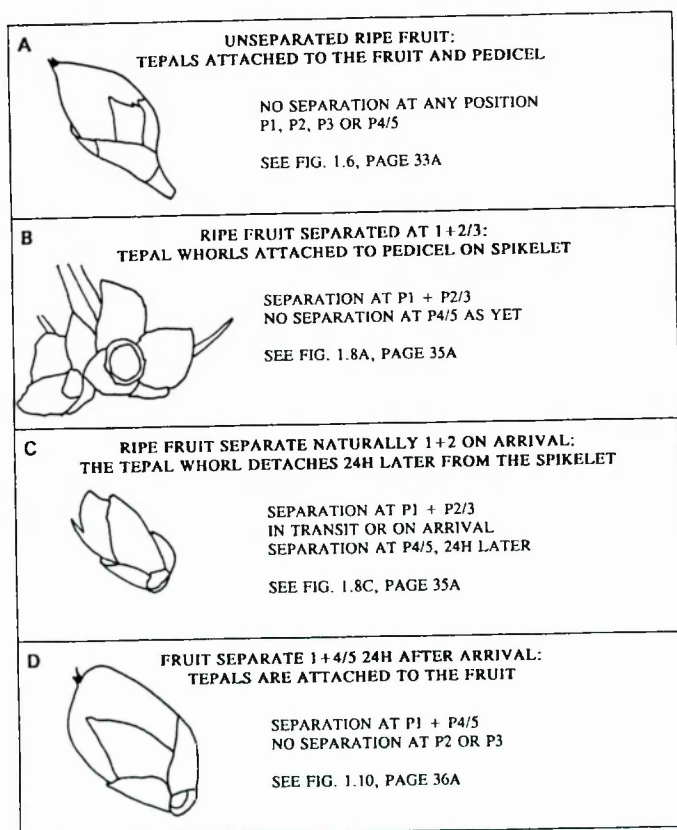 A
UNSEPARATED RIPE FRUIT:
TEPALS ATTACHED TO THE FRUIT AND PEDICEL
NO SEPARATION AT ANY POSITION
P1, P2, P3 OR P4/5
SEE FIG. 1.6, PAGE 33A
B
RIPE FRUIT SEPARATED AT 1+2/3:
TEPAL WHORLS ATTACHED TO PEDICEL ON SPIKELET
SEPARATION AT P1 + P2/3
NO SEPARATION AT P4/5 AS YET
SEE FIG. 1.8A, PAGE 35A
C
RIPE FRUIT SEPARATE NATURALLY 1+2 ON ARRIVAL:
THE TEPAL WHORL DETACHES 24H LATER FROM THE SPIKELET
SEPARATION AT P1 + P2/3
IN TRANSIT OR ON ARRIVAL
SEPARATION AT P4/5, 24H LATER
SEE FIG. 1.8C, PAGE 35A
D
FRUIT SEPARATE 1+4/5 24H AFTER ARRIVAL:
TEPALS ARE ATTACHED TO THE FRUIT
SEPARATION AT P1 + P4/5
NO SEPARATION AT P2 OR P3
SEE FIG. 1.10, PAGE 36A